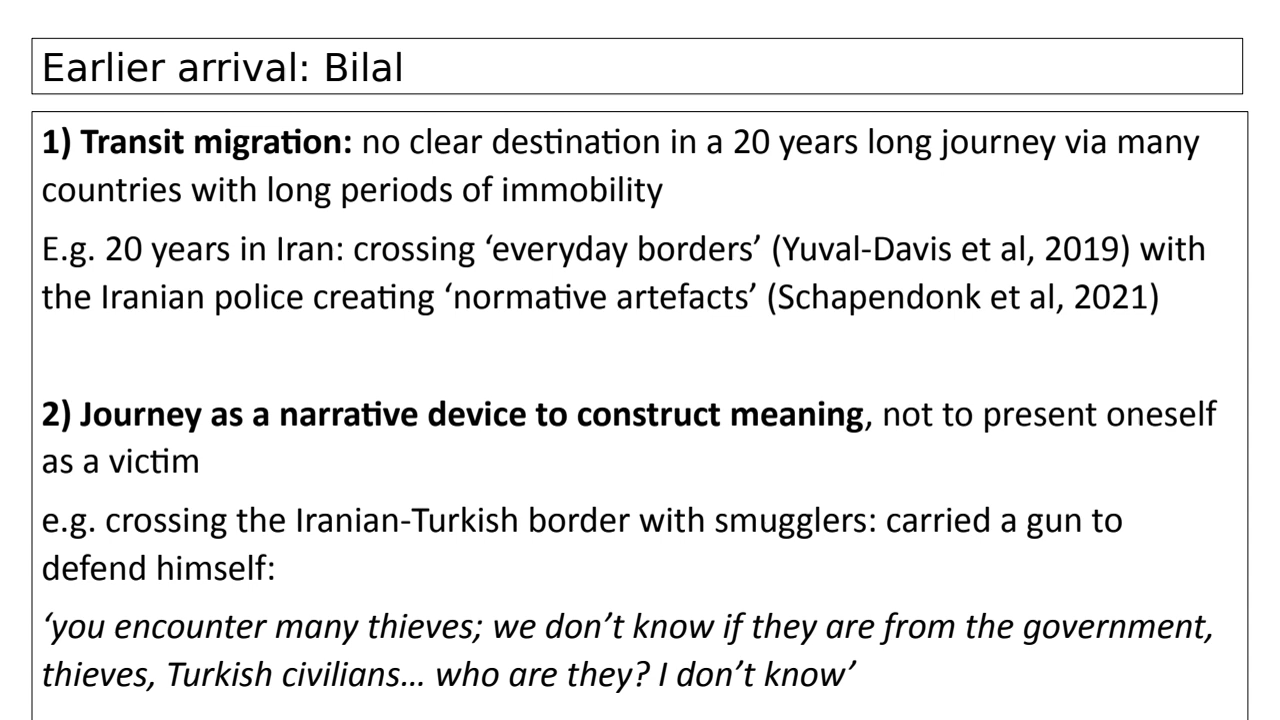 Earlier arrival: Bilal
1) Transit migration: no clear destination in a 20 years long journey via many
countries with long periods of immobility
E.g. 20 years in Iran: crossing ‘everyday borders’ (Yuval-Davis et al, 2019) with
the Iranian police creating ‘normative artefacts’ (Schapendonk et al, 2021)
2) Journey as a narrative device to construct meaning, not to present oneself
as a victim
e.g. crossing the Iranian-Turkish border with smugglers: carried a gun to
defend himself:
‘you encounter many thieves; we don’t know if they are from the government,
thieves, Turkish civilians… who are they? I don’t know’